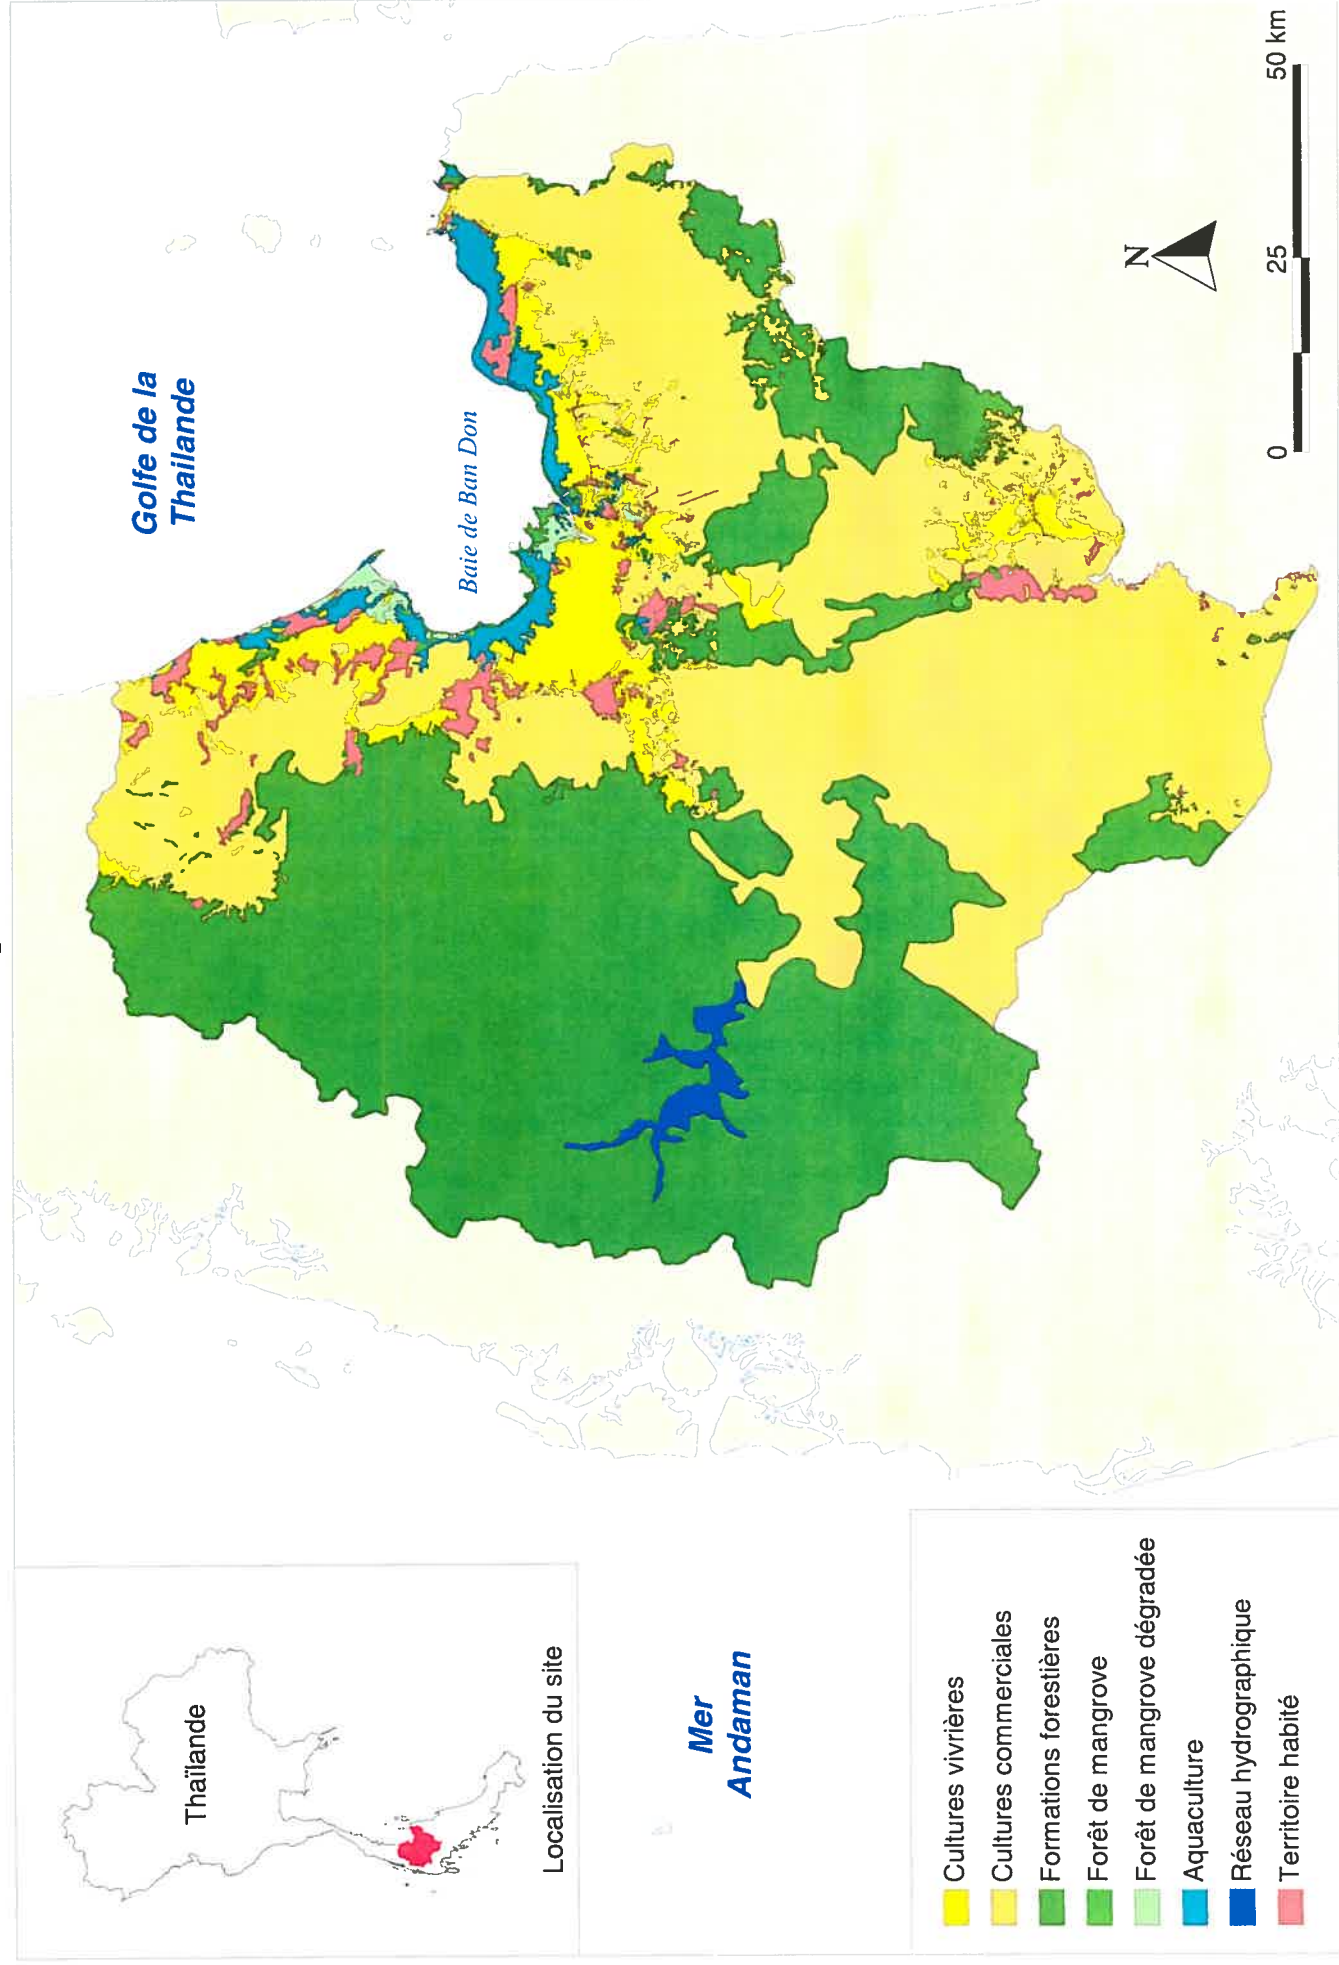 Thaïlande
Localisation du site
Golfe de la
Thaïlande
Baie de Ban Don
Mer
Andaman
Cultures vivrières
Cultures commerciales
Formations forestières
Forêt de mangrove
Forêt de mangrove dégradée
Aquaculture
Réseau hydrographique
Territoire habité
N
0
25
50 km